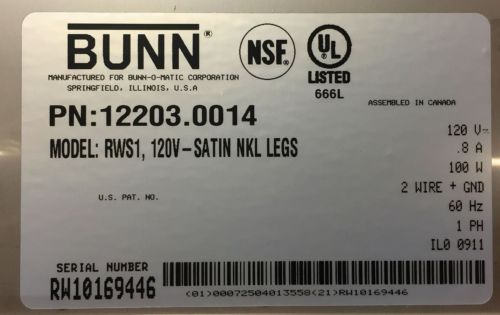 BUNN®
MANUFACTURED FOR BUNN-O-MATIC CORPORATION
SPRINGFIELD, ILLINOIS, U.S.A
NSF®
UL®
LISTED
666L
ASSEMBLED IN CANADA
PN:12203.0014
MODEL: RWS1, 120V-SATIN NKL LEGS
U.S. PAT. NO.
120 V~
.8 A
100 W
2 WIRE + GND
60 Hz
1 PH
IL0 0911
SERIAL NUMBER
RW10169446
(01)00072504013558(21)RW10169446